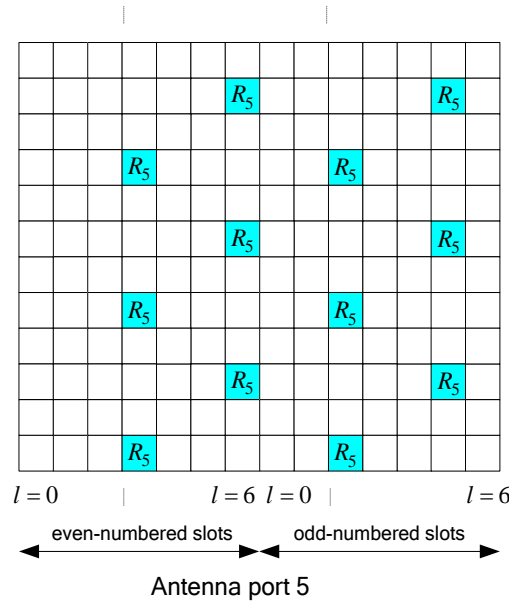 R₅ R₅
R₅ R₅
R₅ R₅
R₅ R₅
R₅ R₅
R₅ R₅
l = 0 l = 6 l = 0 l = 6
even-numbered slots odd-numbered slots
Antenna port 5